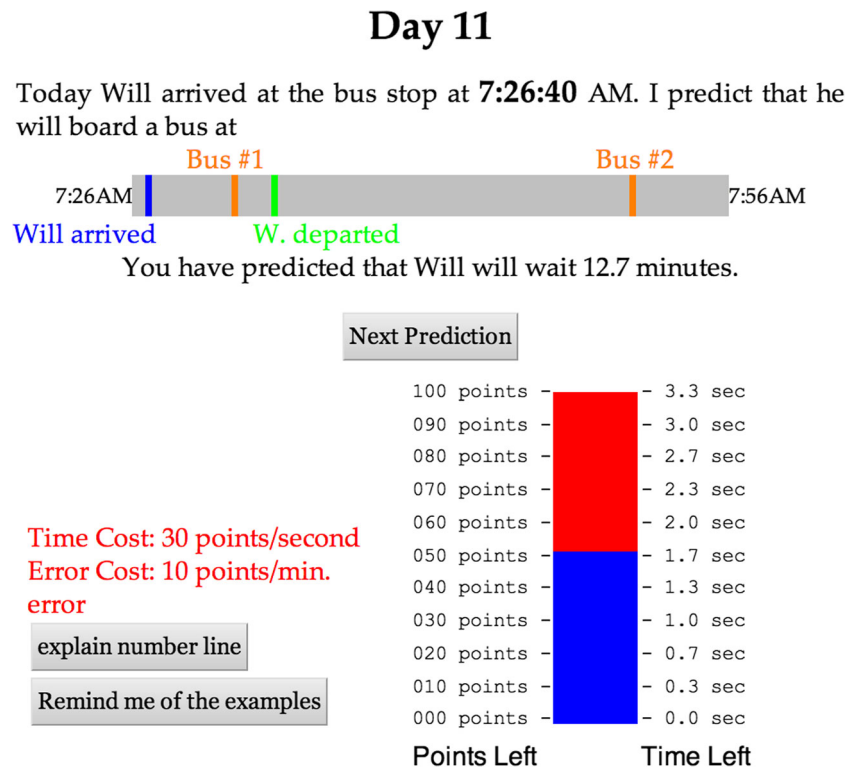 Day 11
Today Will arrived at the bus stop at 7:26:40 AM. I predict that he
will board a bus at
Bus #1 Bus #2
7:26AM 7:56AM
Will arrived W. departed
You have predicted that Will will wait 12.7 minutes.
Next Prediction
100 points - - 3.3 sec
090 points - - 3.0 sec
080 points - - 2.7 sec
070 points - - 2.3 sec
060 points - - 2.0 sec
Time Cost: 30 points/second
050 points - - 1.7 sec
Error Cost: 10 points/min.
040 points - - 1.3 sec
error
030 points - - 1.0 sec
explain number line
020 points - - 0.7 sec
Remind me of the examples
010 points - - 0.3 sec
000 points - - 0.0 sec
Points Left Time Left